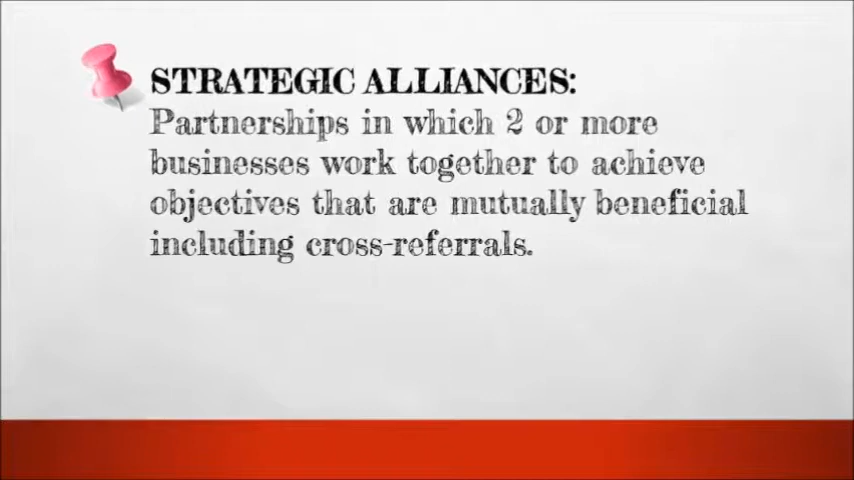 STRATEGIC ALLIANCES:
Partnerships in which 2 or more
businesses work together to achieve
objectives that are mutually beneficial
including cross-referrals.